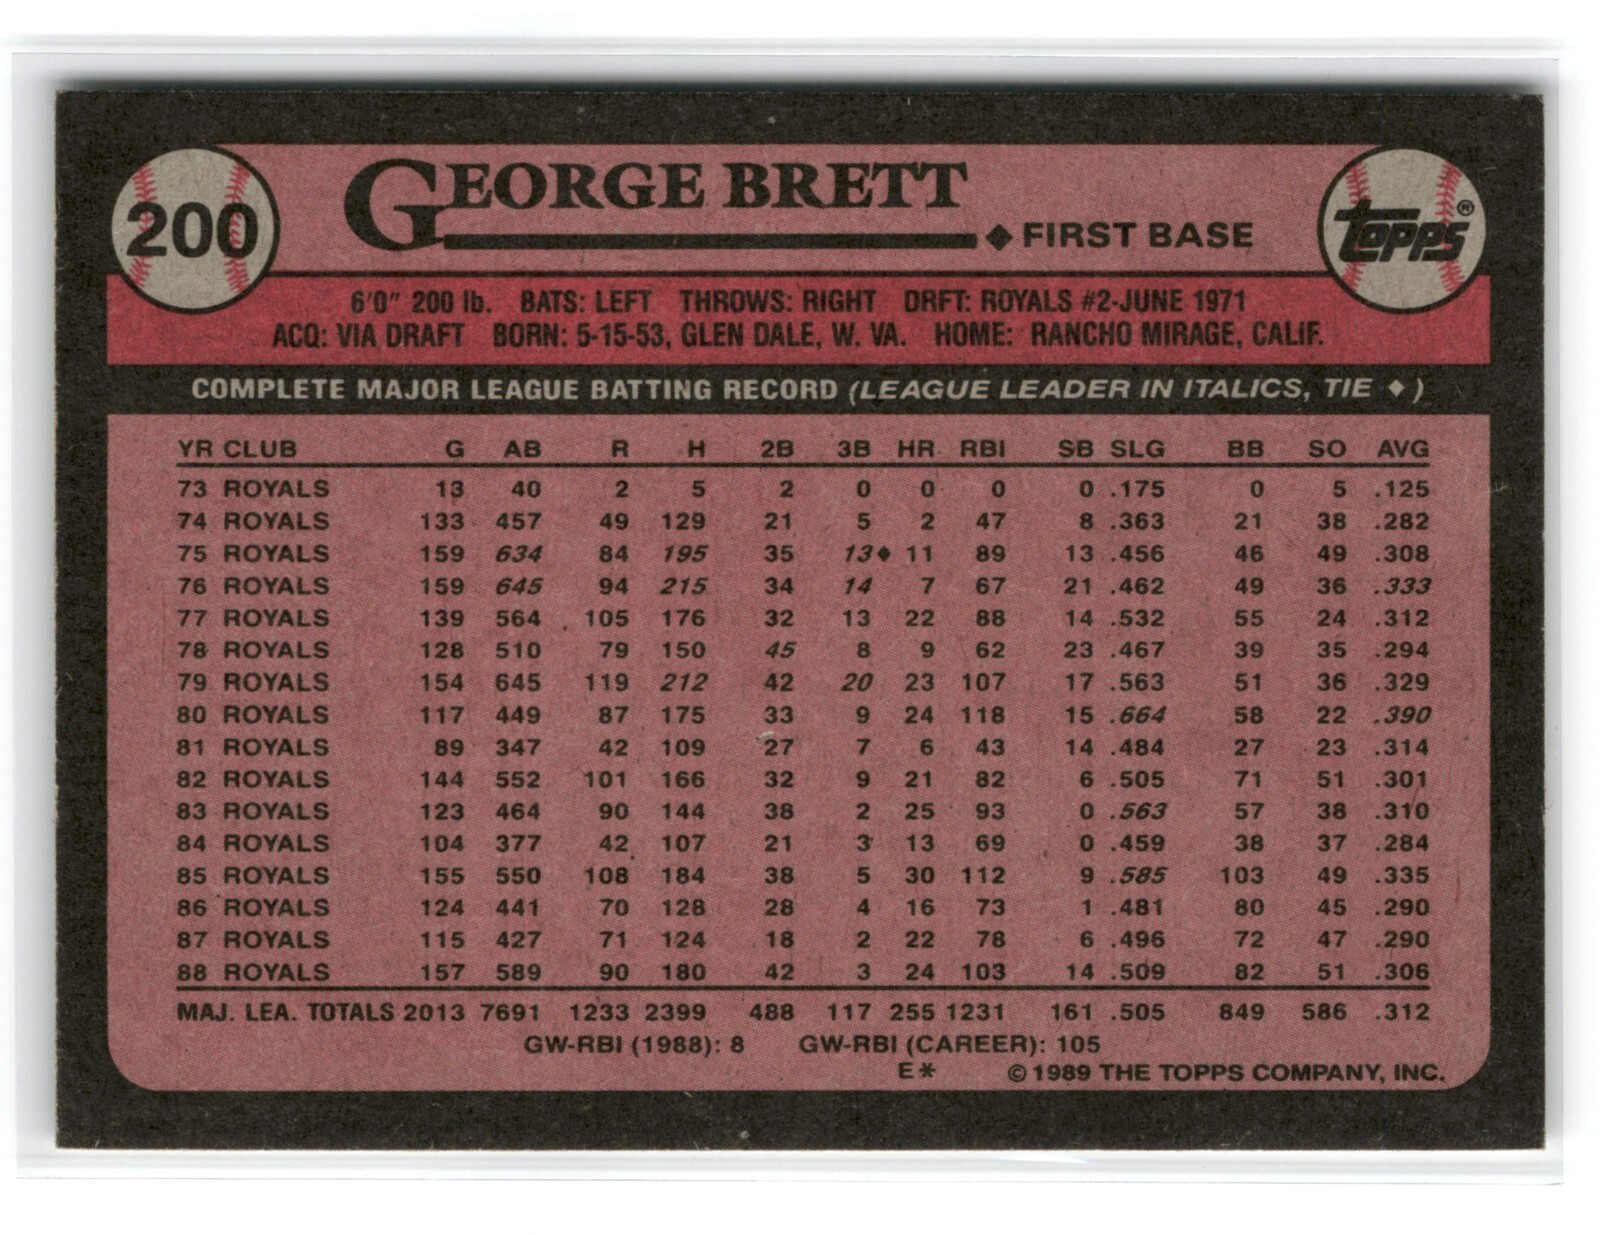 200
GEORGE BRETT
◆ FIRST BASE
topps®
6'0" 200 lb. BATS: LEFT THROWS: RIGHT DRFT: ROYALS #2-JUNE 1971
ACQ: VIA DRAFT BORN: 5-15-53, GLEN DALE, W. VA. HOME: RANCHO MIRAGE, CALIF.
COMPLETE MAJOR LEAGUE BATTING RECORD (LEAGUE LEADER IN ITALICS, TIE ◆)
YR CLUB G AB R H 2B 3B HR RBI SB SLG BB SO AVG
73 ROYALS 13 40 2 5 2 0 0 0 0 .175 0 5 .125
74 ROYALS 133 457 49 129 21 5 2 47 8 .363 21 38 .282
75 ROYALS 159 634 84 195 35 13◆ 11 89 13 .456 46 49 .308
76 ROYALS 159 645 94 215 34 14 7 67 21 .462 49 36 .333
77 ROYALS 139 564 105 176 32 13 22 88 14 .532 55 24 .312
78 ROYALS 128 510 79 150 45 8 9 62 23 .467 39 35 .294
79 ROYALS 154 645 119 212 42 20 23 107 17 .563 51 36 .329
80 ROYALS 117 449 87 175 33 9 24 118 15 .664 58 22 .390
81 ROYALS 89 347 42 109 27 7 6 43 14 .484 27 23 .314
82 ROYALS 144 552 101 166 32 9 21 82 6 .505 71 51 .301
83 ROYALS 123 464 90 144 38 2 25 93 0 .563 57 38 .310
84 ROYALS 104 377 42 107 21 3 13 69 0 .459 38 37 .284
85 ROYALS 155 550 108 184 38 5 30 112 9 .585 103 49 .335
86 ROYALS 124 441 70 128 28 4 16 73 1 .481 80 45 .290
87 ROYALS 115 427 71 124 18 2 22 78 6 .496 72 47 .290
88 ROYALS 157 589 90 180 42 3 24 103 14 .509 82 51 .306
MAJ. LEA. TOTALS 2013 7691 1233 2399 488 117 255 1231 161 .505 849 586 .312
GW-RBI (1988): 8 GW-RBI (CAREER): 105
E* ©1989 THE TOPPS COMPANY, INC.